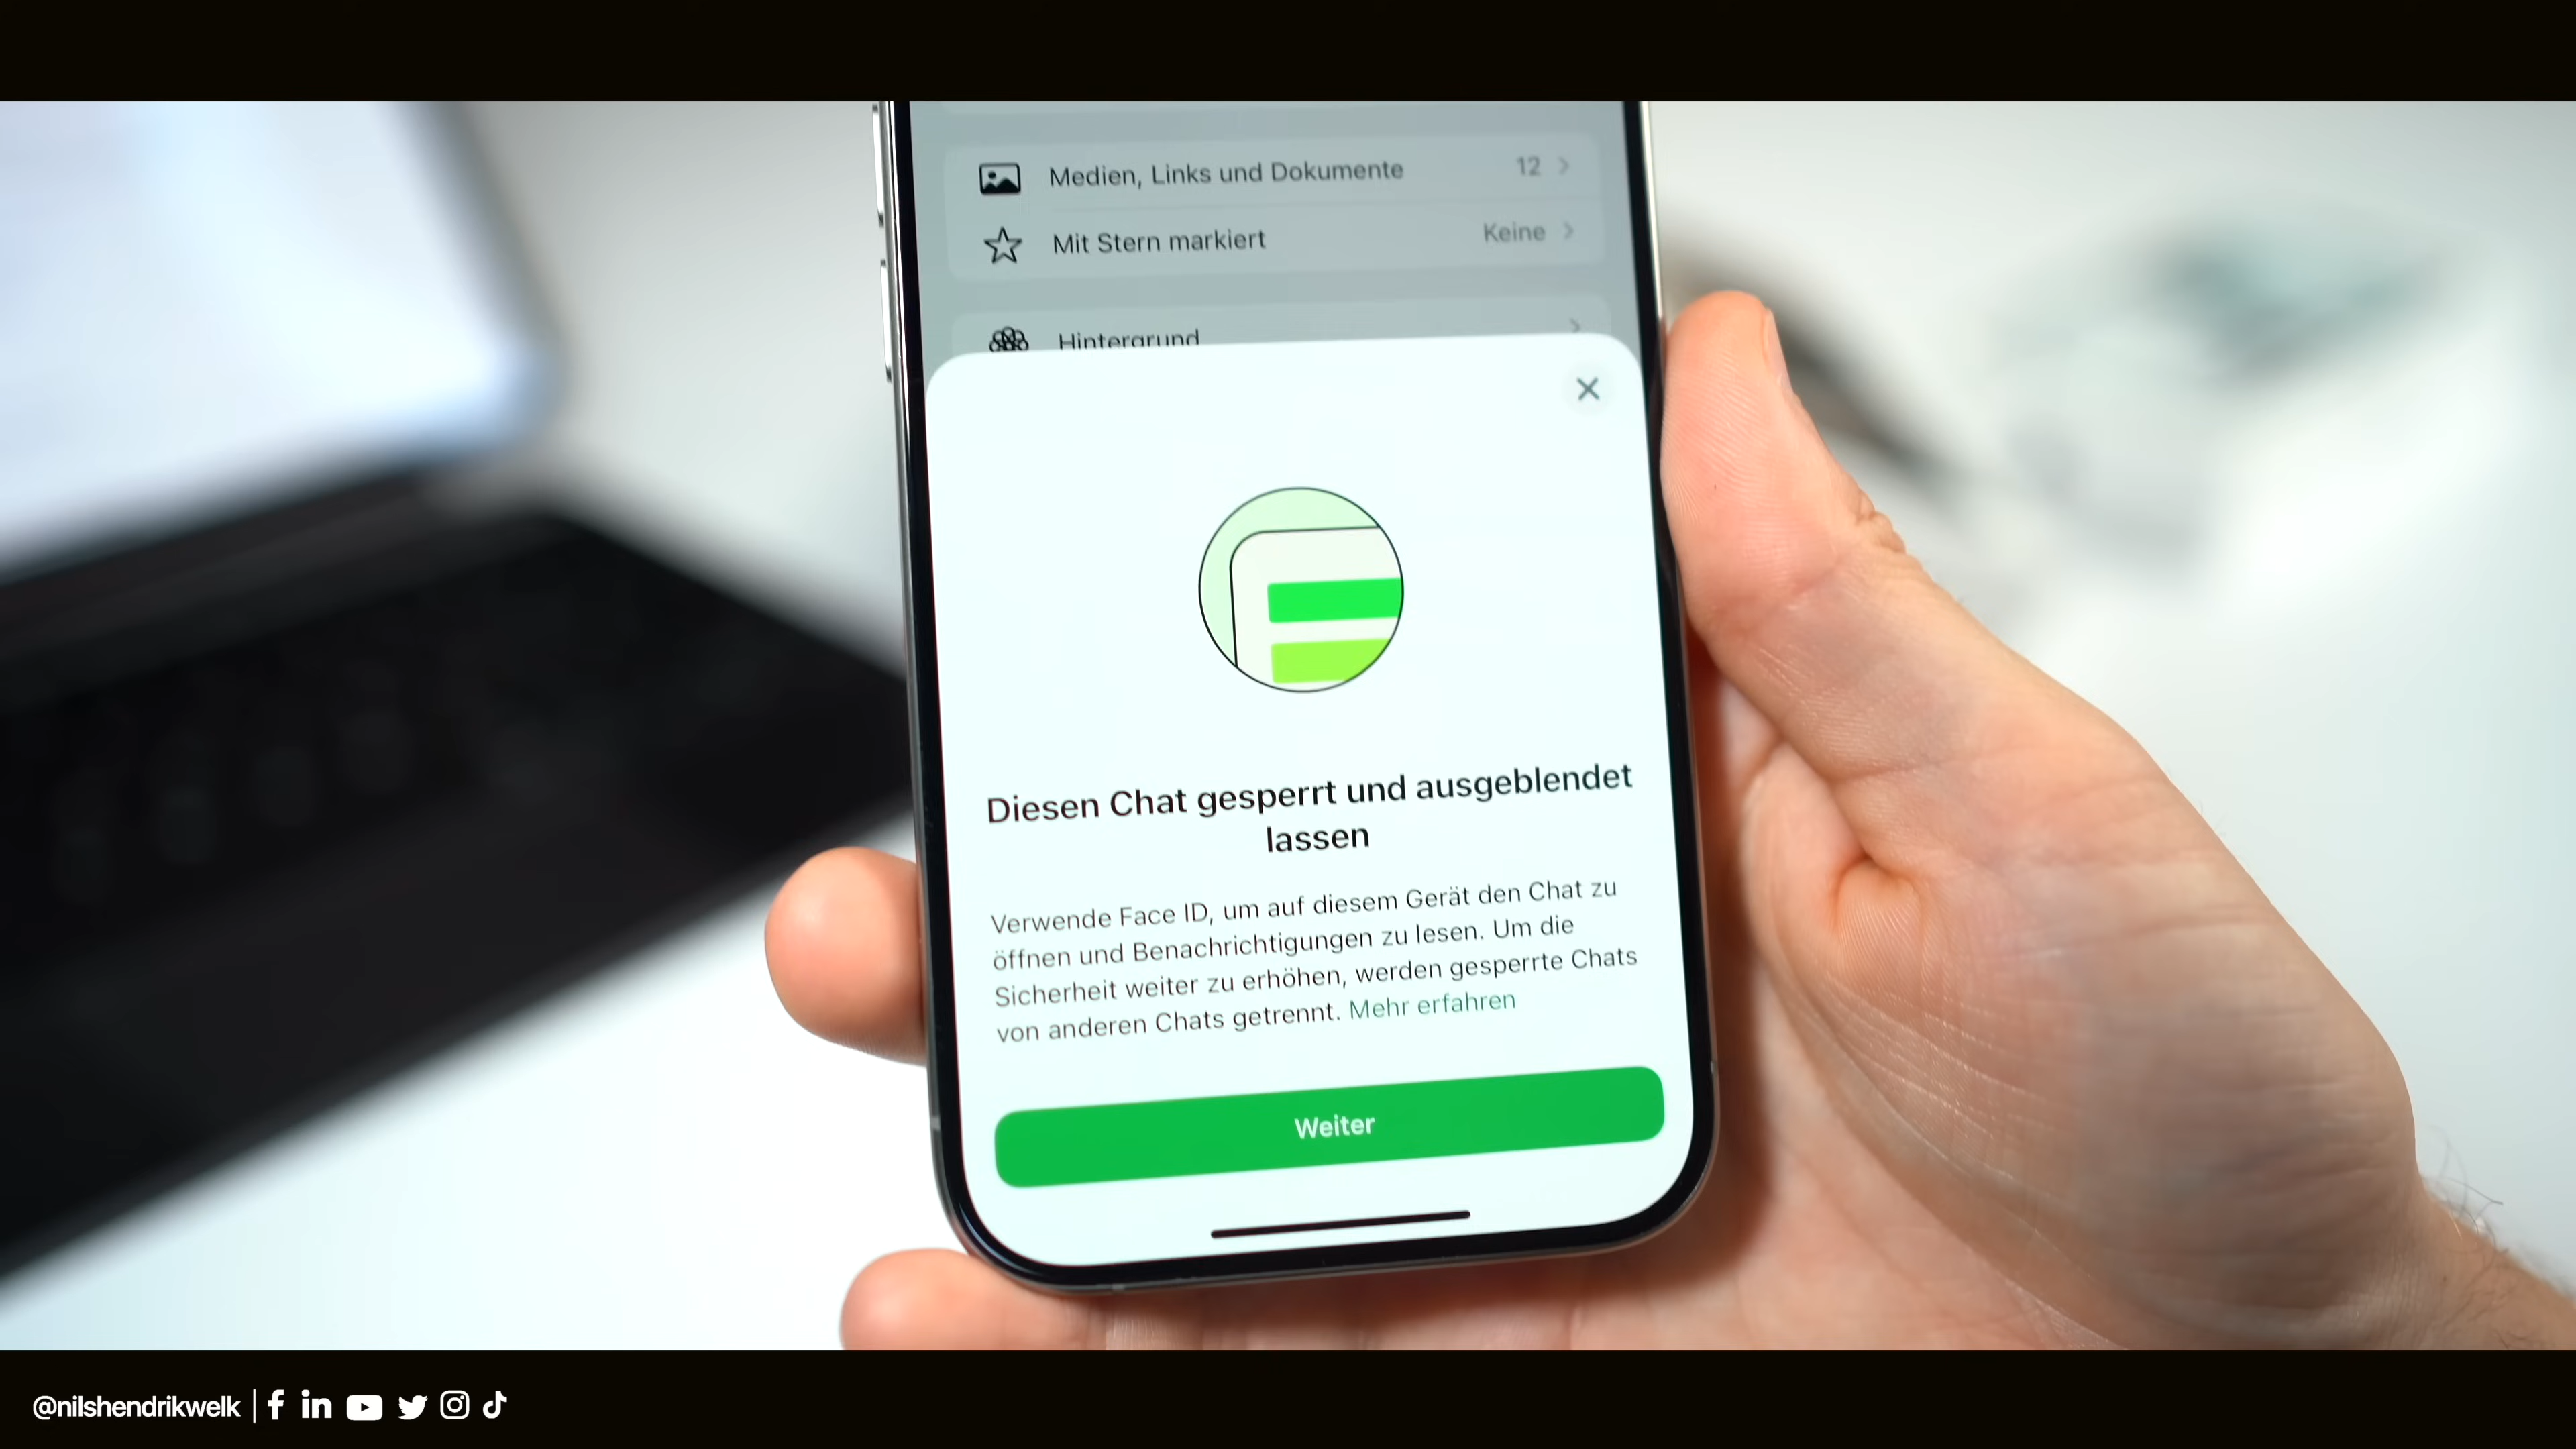 Medien, Links und Dokumente 12
Mit Stern markiert Keine
Hintergrund
Diesen Chat gesperrt und ausgeblendet
lassen
Verwende Face ID, um auf diesem Gerät den Chat zu
öffnen und Benachrichtigungen zu lesen. Um die
Sicherheit weiter zu erhöhen, werden gesperrte Chats
von anderen Chats getrennt. Mehr erfahren
Weiter
@nilshendrikwelk